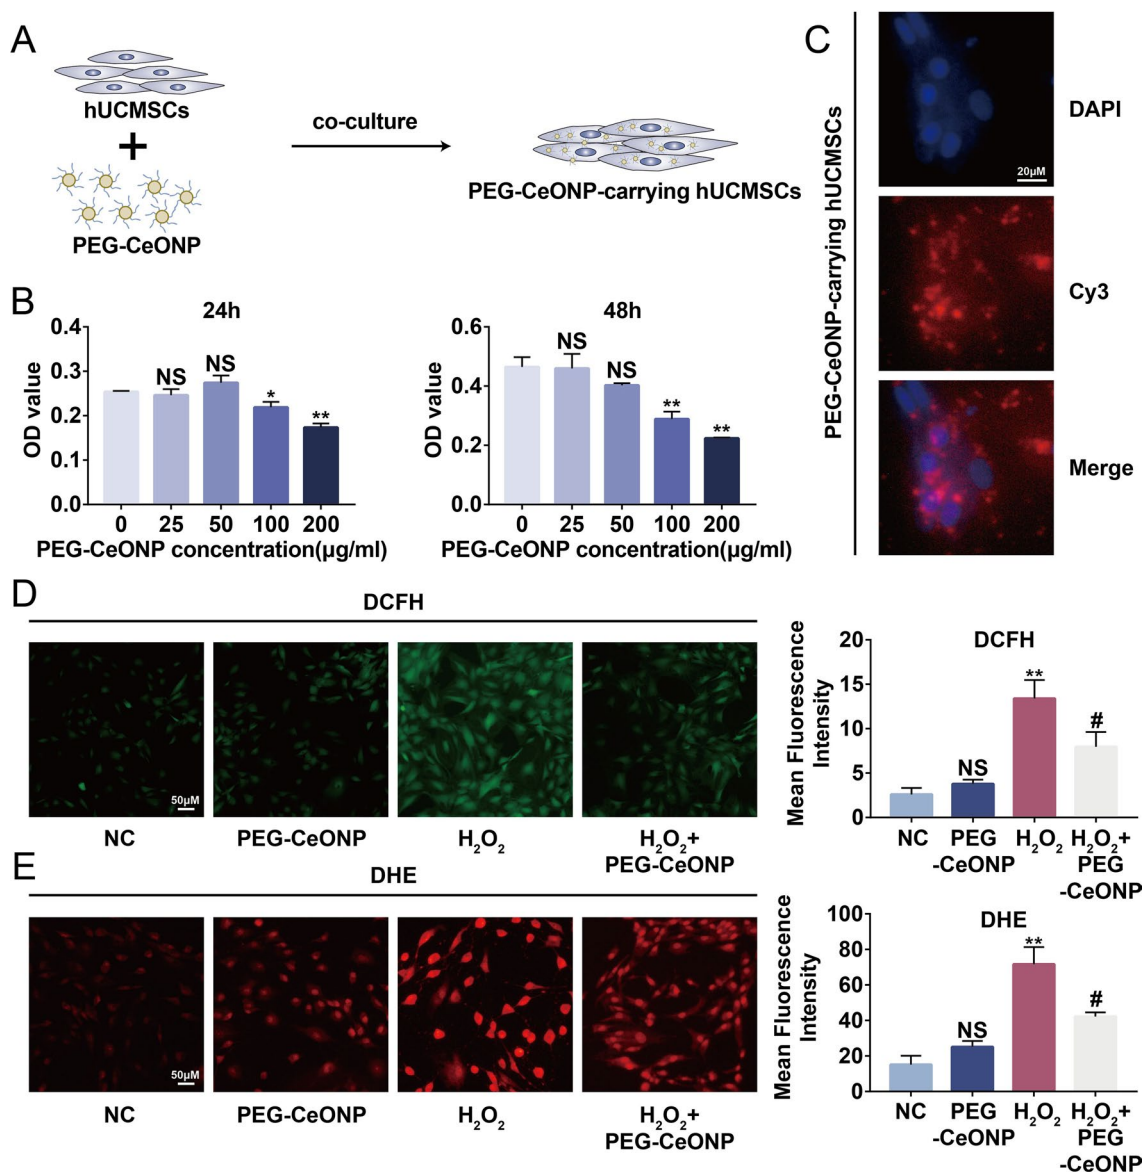 A
hUCMSCs
+
PEG-CeONP
co-culture
PEG-CeONP-carrying hUCMSCs
B
24h
OD value
0.4
0.3
0.2
0.1
0.0
NS
NS
*
**
0 25 50 100 200
PEG-CeONP concentration(μg/ml)
48h
OD value
0.6
0.4
0.2
0.0
NS
NS
**
**
0 25 50 100 200
PEG-CeONP concentration(μg/ml)
C
PEG-CeONP-carrying hUCMSCs
DAPI
20μM
Cy3
Merge
D
DCFH
50μM
NC
PEG-CeONP
H₂O₂
H₂O₂+
PEG-CeONP
DCFH
Mean Fluorescence
Intensity
20
15
10
5
0
NS
**
#
NC
PEG
-CeONP
H₂O₂
H₂O₂+
PEG
-CeONP
E
DHE
50μM
NC
PEG-CeONP
H₂O₂
H₂O₂+
PEG-CeONP
DHE
Mean Fluorescence
Intensity
100
80
60
40
20
0
NS
**
#
NC
PEG
-CeONP
H₂O₂
H₂O₂+
PEG
-CeONP